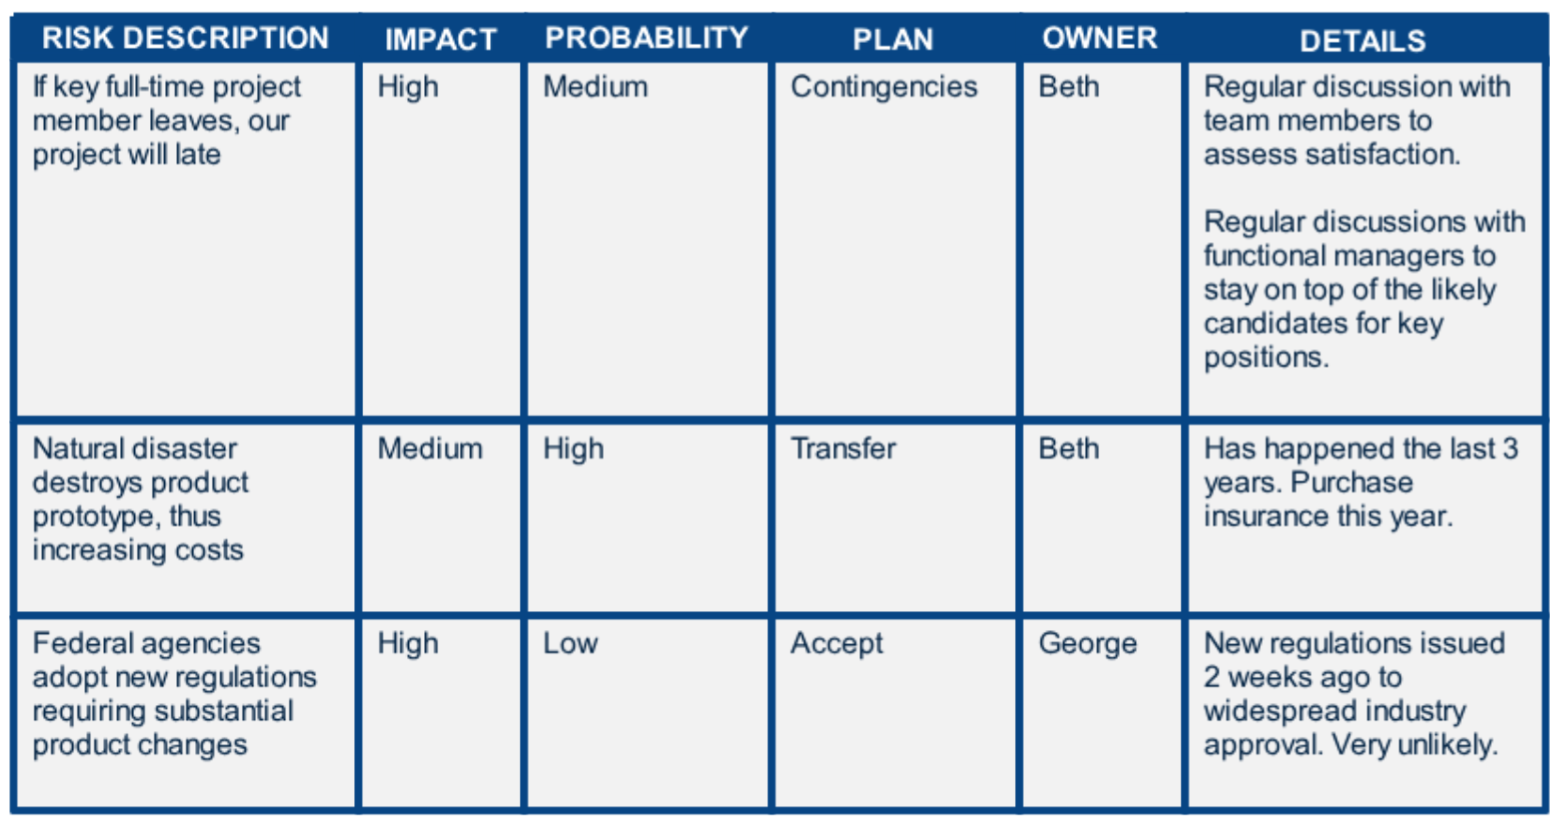 RISK DESCRIPTION IMPACT PROBABILITY PLAN OWNER DETAILS
If key full-time project
member leaves, our
project will late
High
Medium
Contingencies
Beth
Regular discussion with
team members to
assess satisfaction.
Regular discussions with
functional managers to
stay on top of the likely
candidates for key
positions.
Natural disaster
destroys product
prototype, thus
increasing costs
Medium
High
Transfer
Beth
Has happened the last 3
years. Purchase
insurance this year.
Federal agencies
adopt new regulations
requiring substantial
product changes
High
Low
Accept
George
New regulations issued
2 weeks ago to
widespread industry
approval. Very unlikely.